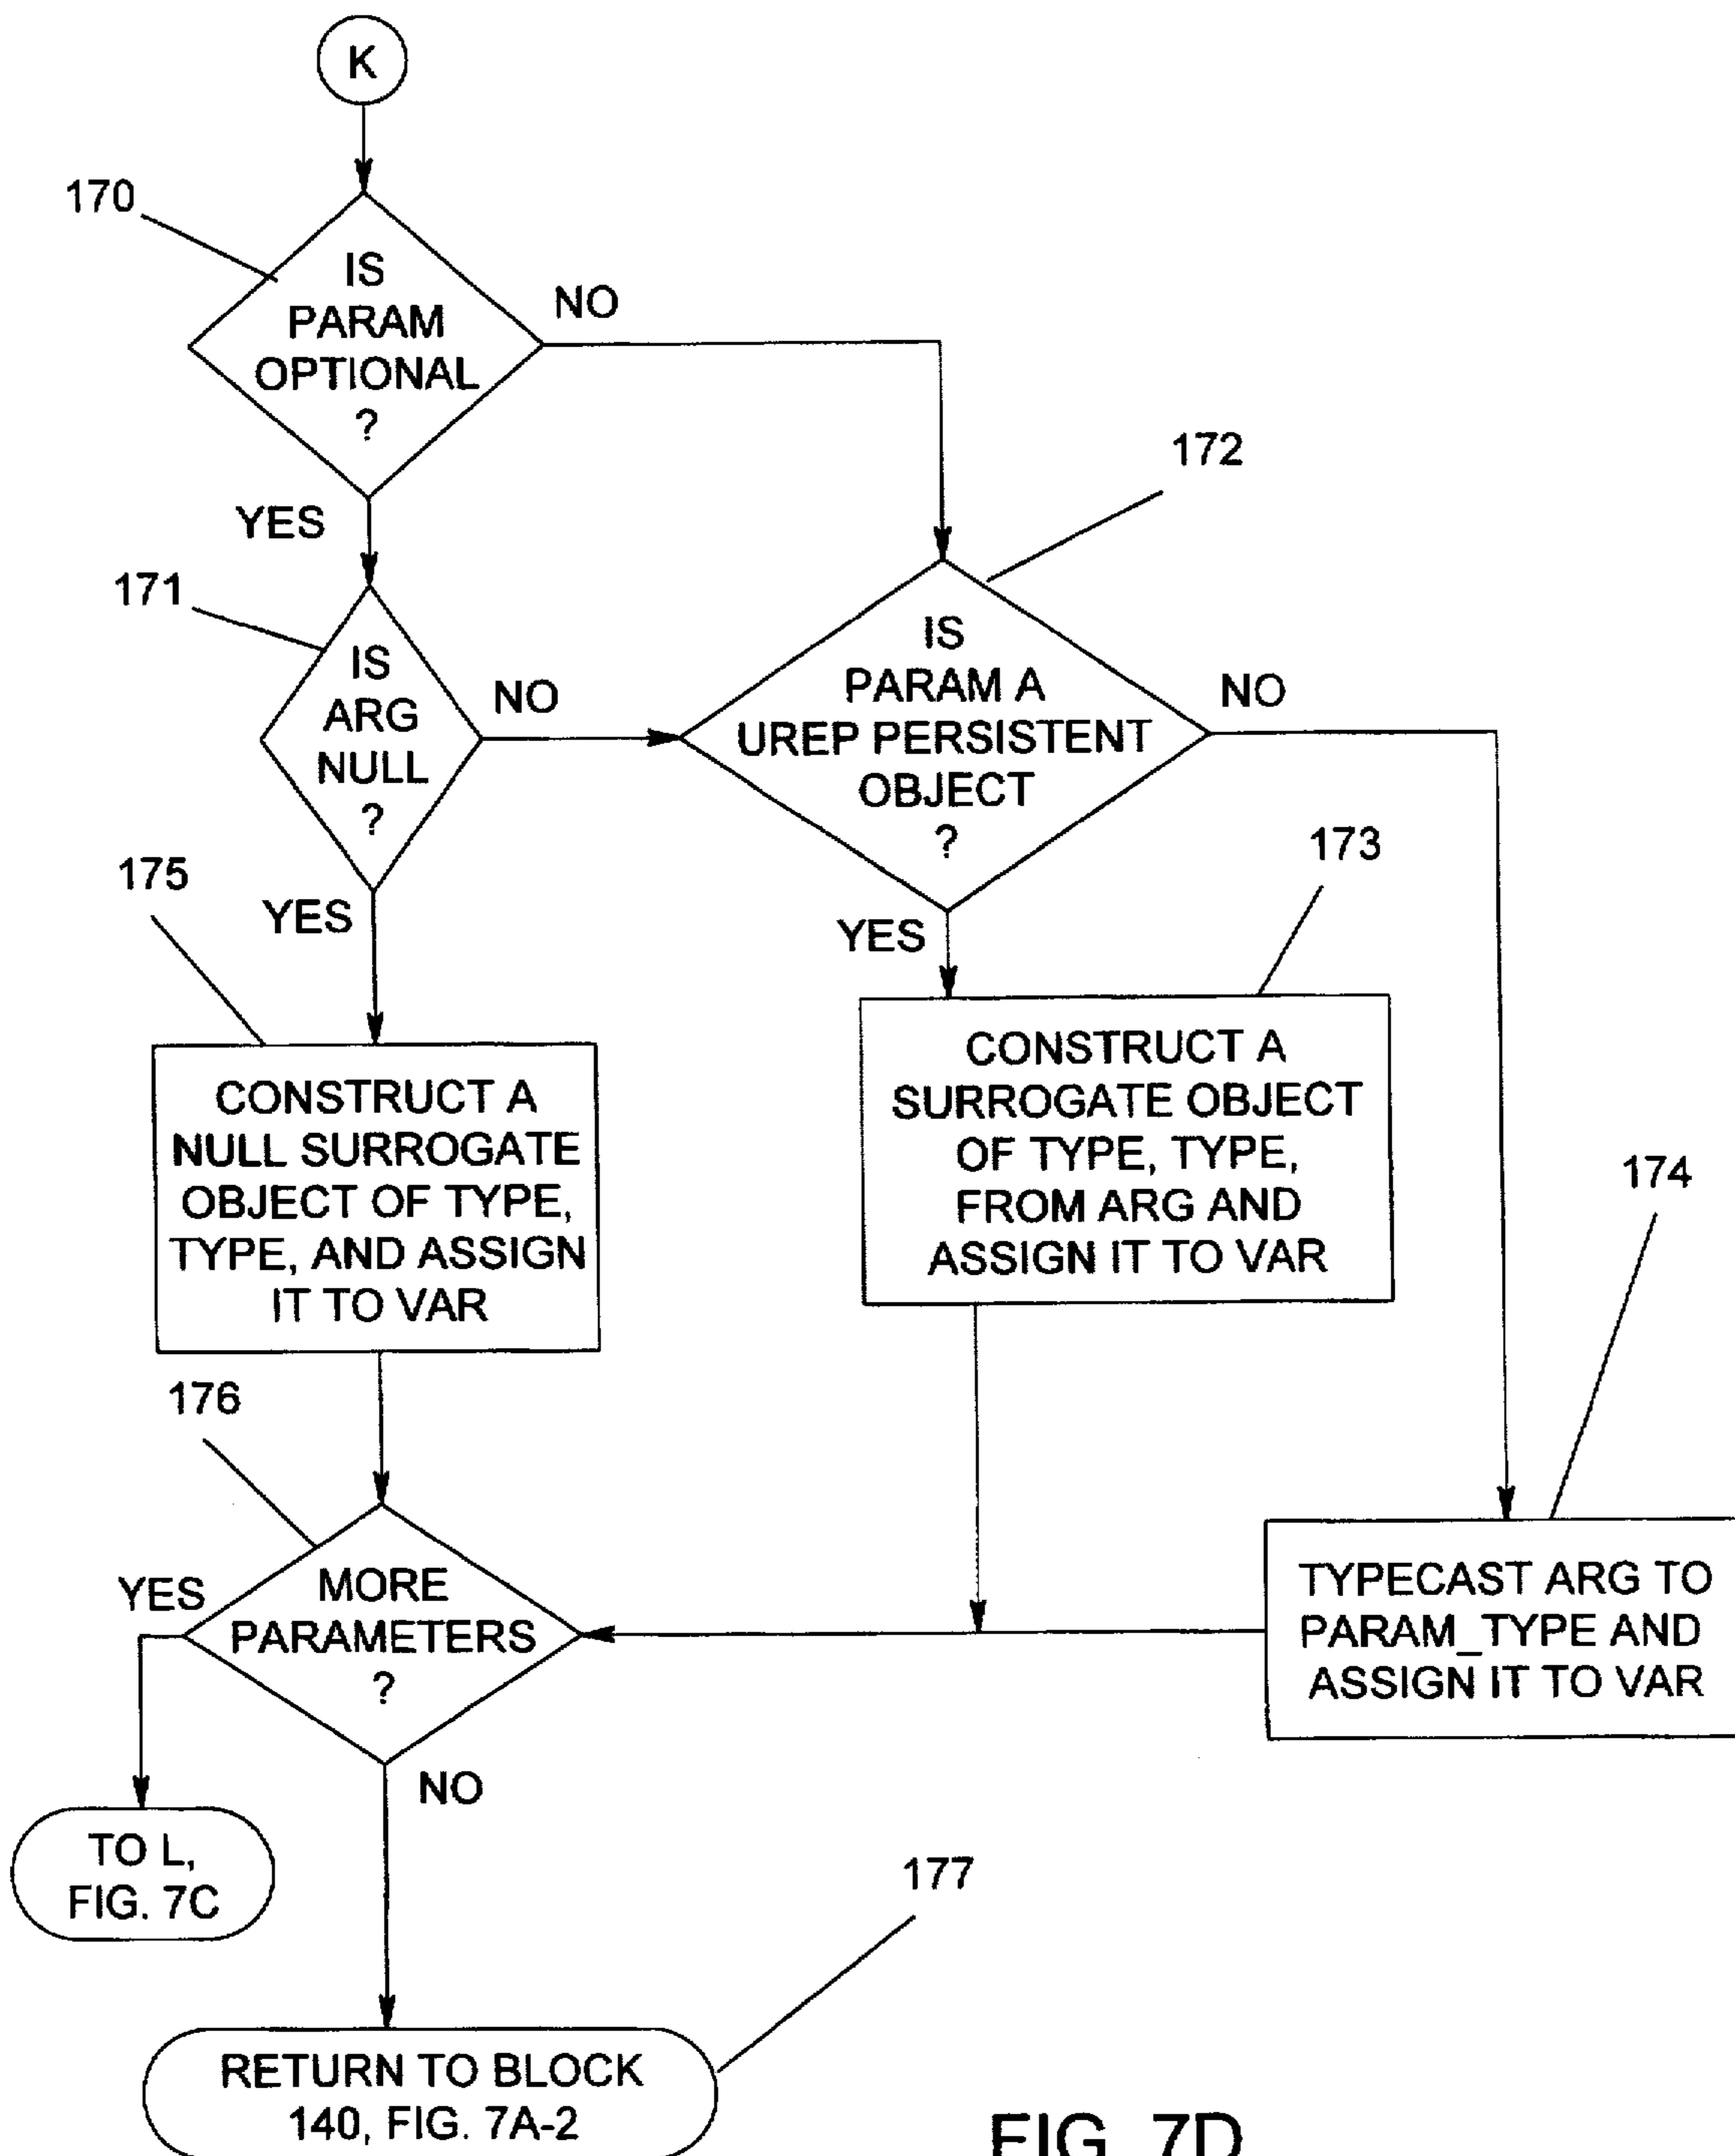 K
170
IS
PARAM
OPTIONAL
?
NO
YES
172
171
IS
ARG
NULL
?
NO
YES
IS
PARAM A
UREP PERSISTENT
OBJECT
?
NO
YES
175
173
CONSTRUCT A
NULL SURROGATE
OBJECT OF TYPE,
TYPE, AND ASSIGN
IT TO VAR
CONSTRUCT A
SURROGATE OBJECT
OF TYPE, TYPE,
FROM ARG AND
ASSIGN IT TO VAR
174
176
YES
MORE
PARAMETERS
?
NO
TYPECAST ARG TO
PARAM_TYPE AND
ASSIGN IT TO VAR
TO L,
FIG. 7C
177
RETURN TO BLOCK
140, FIG. 7A-2
FIG. 7D